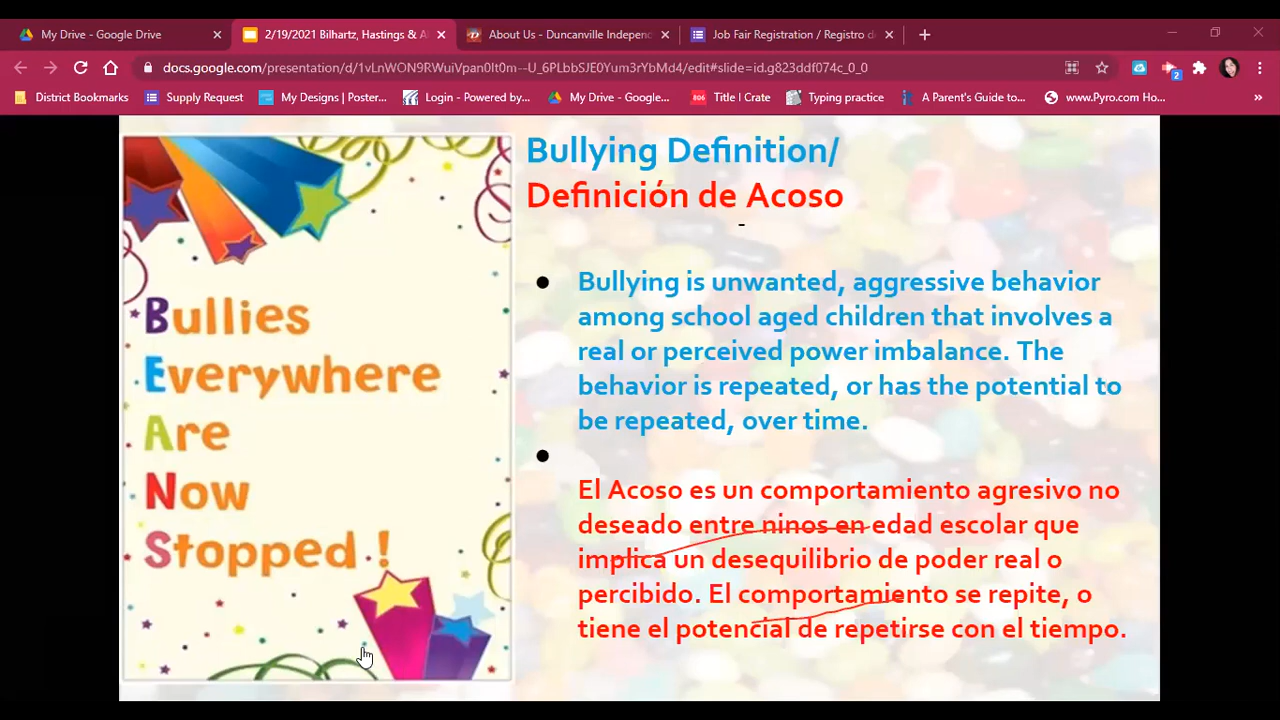 My Drive - Google Drive
2/19/2021 Bilhartz, Hastings & Al
About Us - Duncanville Independ
Job Fair Registration / Registro de
docs.google.com/presentation/d/1vLnWON9RWuiVpan0It0m--U_6PLbbSJE0Yum3rYbMd4/edit#slide=id.g823ddf074c_0_0
2
District Bookmarks
Supply Request
My Designs | Poster...
Login - Powered by...
My Drive - Google...
806 Title I Crate
Typing practice
A Parent's Guide to...
www.Pyro.com Ho...
»
Bullies
Everywhere
Are
Now
Stopped !
Bullying Definition/
Definición de Acoso
-
● Bullying is unwanted, aggressive behavior
among school aged children that involves a
real or perceived power imbalance. The
behavior is repeated, or has the potential to
be repeated, over time.
●
El Acoso es un comportamiento agresivo no
deseado entre ninos en edad escolar que
implica un desequilibrio de poder real o
percibido. El comportamiento se repite, o
tiene el potencial de repetirse con el tiempo.